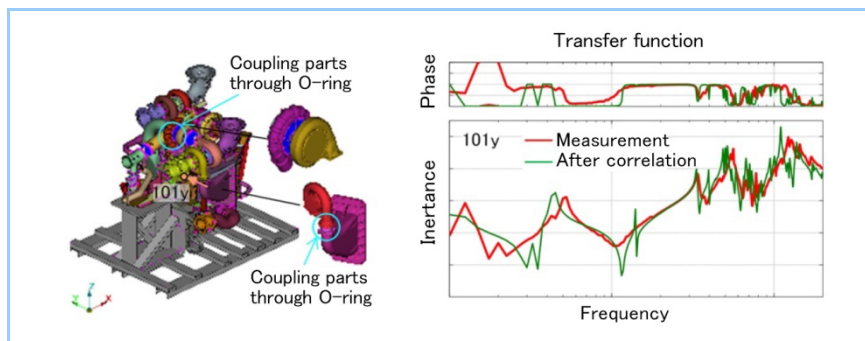 Coupling parts
through O-ring
101y
Coupling parts
through O-ring
Z
Y
X
Transfer function
Phase
Inertance
101y
Measurement
After correlation
Frequency